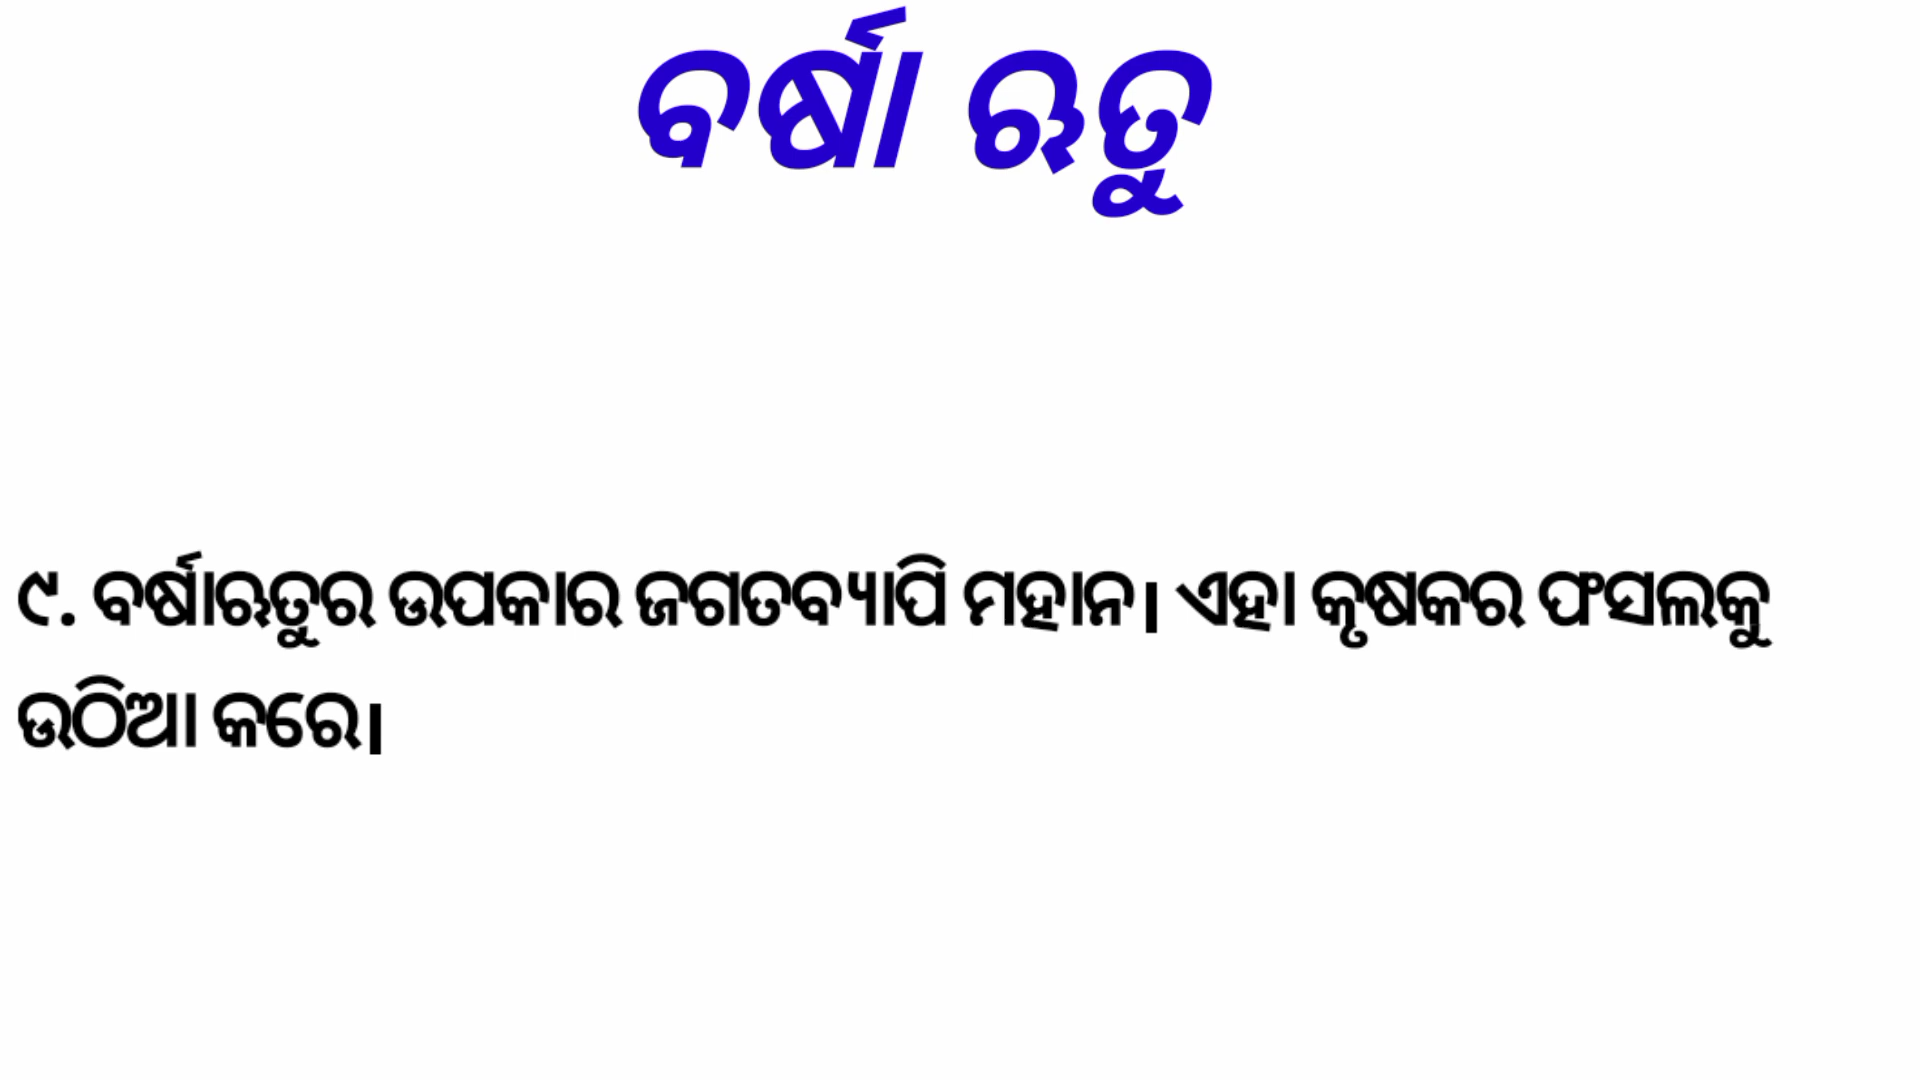 ବର୍ଷା ଋତୁ
୯. ବର୍ଷାଋତୁର ଉପକାର ଜଗତବ୍ୟାପି ମହାନ। ଏହା କୃଷକର ଫସଲକୁ
ଉଠିଆ କରେ।